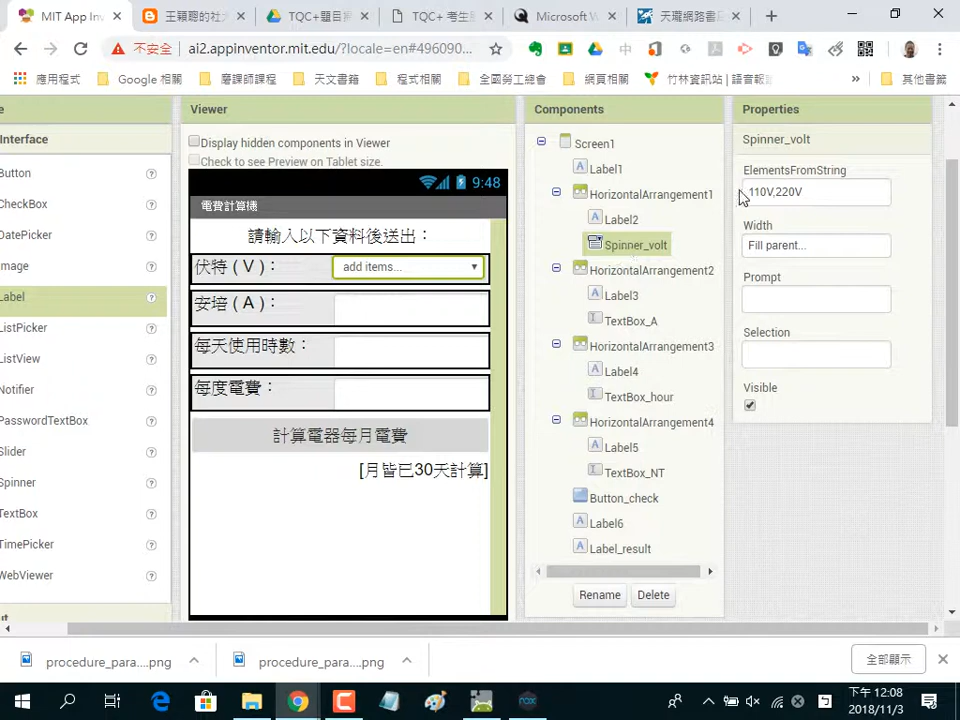 MIT App Inv
王穎聰的社
TQC+題目
TQC+ 考生
Microsoft W
天瓏網路書
不安全
ai2.appinventor.mit.edu/?locale=en#496090...
應用程式
Google 相關
磨課師課程
天文書籍
程式相關
全國勞工總會
網頁相關
竹林資訊站 | 語音輸
»
其他書籤
Viewer
Components
Properties
Interface
Button
CheckBox
DatePicker
Image
Label
ListPicker
ListView
Notifier
PasswordTextBox
Slider
Spinner
TextBox
TimePicker
WebViewer
Display hidden components in Viewer
Check to see Preview on Tablet size.
9:48
電費計算機
請輸入以下資料後送出：
伏特 ( V )：
add items...
安培 ( A )：
每天使用時數：
每度電費：
計算電器每月電費
[月皆已30天計算]
Screen1
Label1
HorizontalArrangement1
Label2
Spinner_volt
HorizontalArrangement2
Label3
TextBox_A
HorizontalArrangement3
Label4
TextBox_hour
HorizontalArrangement4
Label5
TextBox_NT
Button_check
Label6
Label_result
Rename
Delete
Spinner_volt
ElementsFromString
110V,220V
Width
Fill parent...
Prompt
Selection
Visible
procedure_para....png
procedure_para....png
全部顯示
下午 12:08
2018/11/3